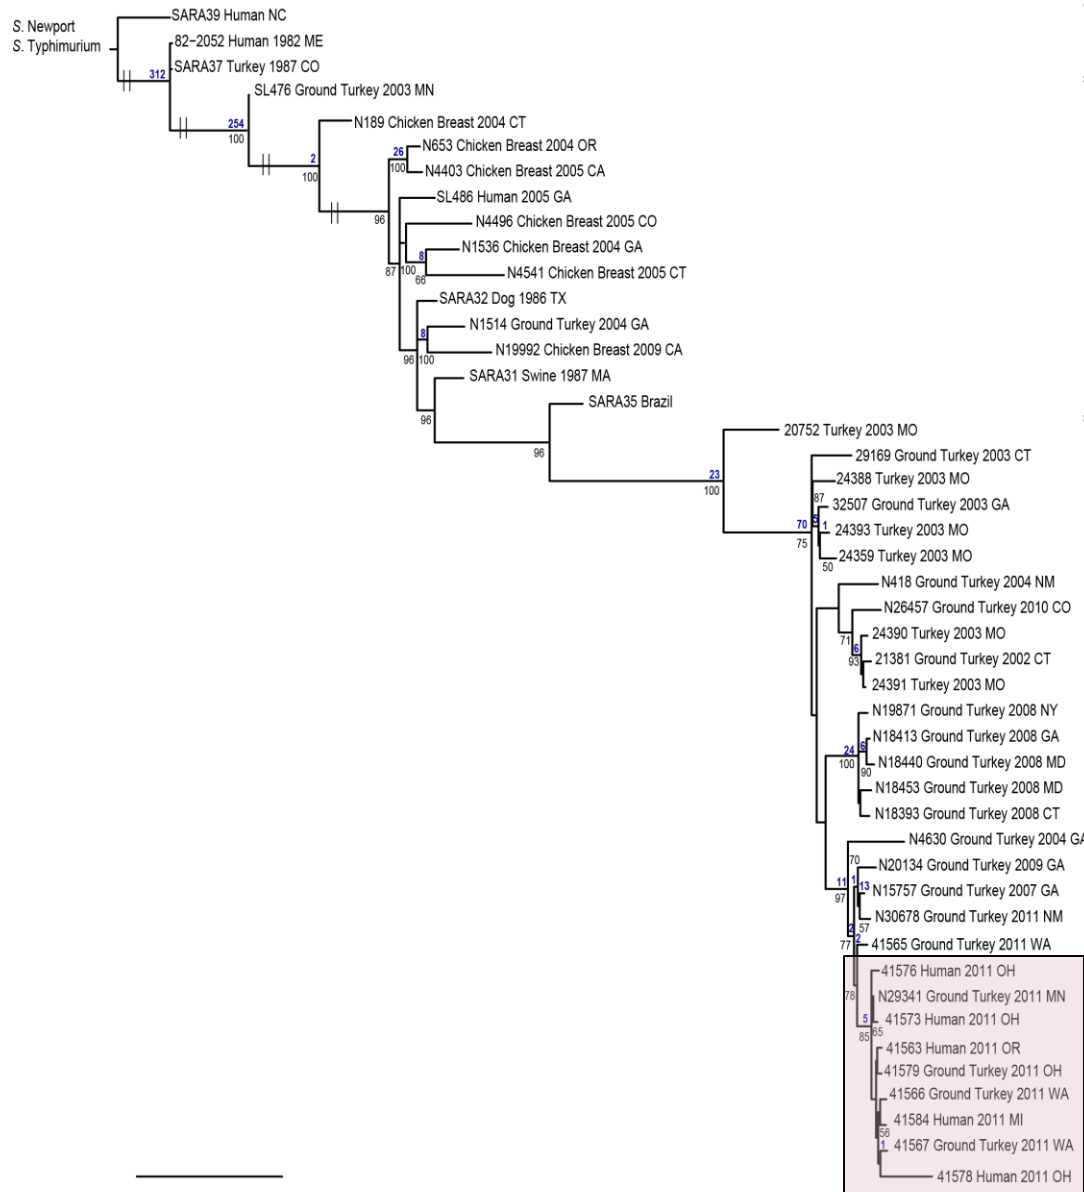 S. Newport
S. Typhimurium
SARA39 Human NC
82-2052 Human 1982 ME
312
SARA37 Turkey 1987 CO
SL476 Ground Turkey 2003 MN
254
100
N189 Chicken Breast 2004 CT
2
100
N653 Chicken Breast 2004 OR
26
100
N4403 Chicken Breast 2005 CA
SL486 Human 2005 GA
96
N4496 Chicken Breast 2005 CO
N1536 Chicken Breast 2004 GA
8
87
100
66
N4541 Chicken Breast 2005 CT
SARA32 Dog 1986 TX
N1514 Ground Turkey 2004 GA
8
96
100
N19992 Chicken Breast 2009 CA
SARA31 Swine 1987 MA
SARA35 Brazil
96
20752 Turkey 2003 MO
96
29169 Ground Turkey 2003 CT
23
100
24388 Turkey 2003 MO
87
32507 Ground Turkey 2003 GA
70
5
1
24393 Turkey 2003 MO
75
24359 Turkey 2003 MO
50
N418 Ground Turkey 2004 NM
N26457 Ground Turkey 2010 CO
24390 Turkey 2003 MO
71
6
93
21381 Ground Turkey 2002 CT
24391 Turkey 2003 MO
N19871 Ground Turkey 2008 NY
N18413 Ground Turkey 2008 GA
24
6
100
N18440 Ground Turkey 2008 MD
90
N18453 Ground Turkey 2008 MD
N18393 Ground Turkey 2008 CT
N4630 Ground Turkey 2004 GA
70
N20134 Ground Turkey 2009 GA
11
1
13
N15757 Ground Turkey 2007 GA
97
N30678 Ground Turkey 2011 NM
57
2
2
77
41565 Ground Turkey 2011 WA
41576 Human 2011 OH
78
N29341 Ground Turkey 2011 MN
5
41573 Human 2011 OH
85
65
41563 Human 2011 OR
41579 Ground Turkey 2011 OH
41566 Ground Turkey 2011 WA
41584 Human 2011 MI
56
1
41567 Ground Turkey 2011 WA
41578 Human 2011 OH